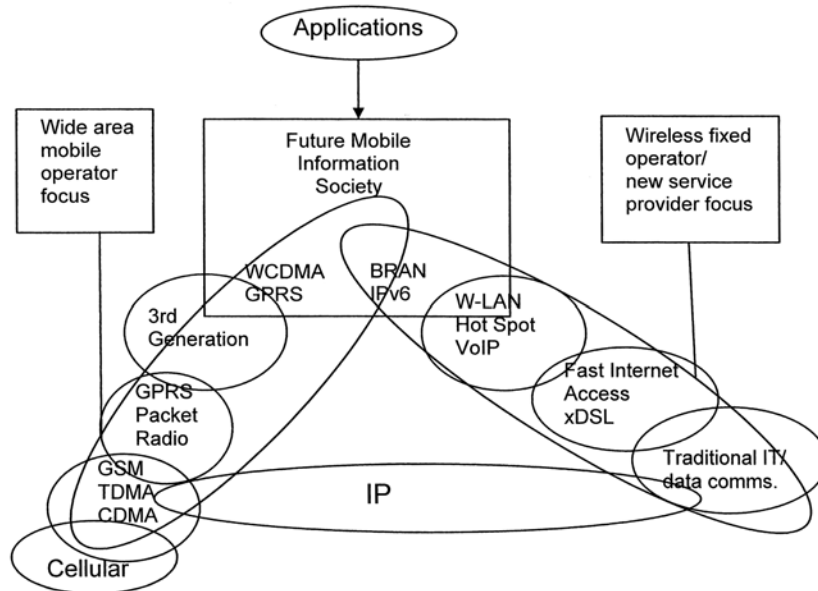 Applications
Wide area
mobile
operator
focus
Future Mobile
Information
Society
Wireless fixed
operator/
new service
provider focus
WCDMA
GPRS
BRAN
IPv6
3rd
Generation
W-LAN
Hot Spot
VoIP
GPRS
Packet
Radio
Fast Internet
Access
xDSL
GSM
TDMA
CDMA
IP
Traditional IT/
data comms.
Cellular